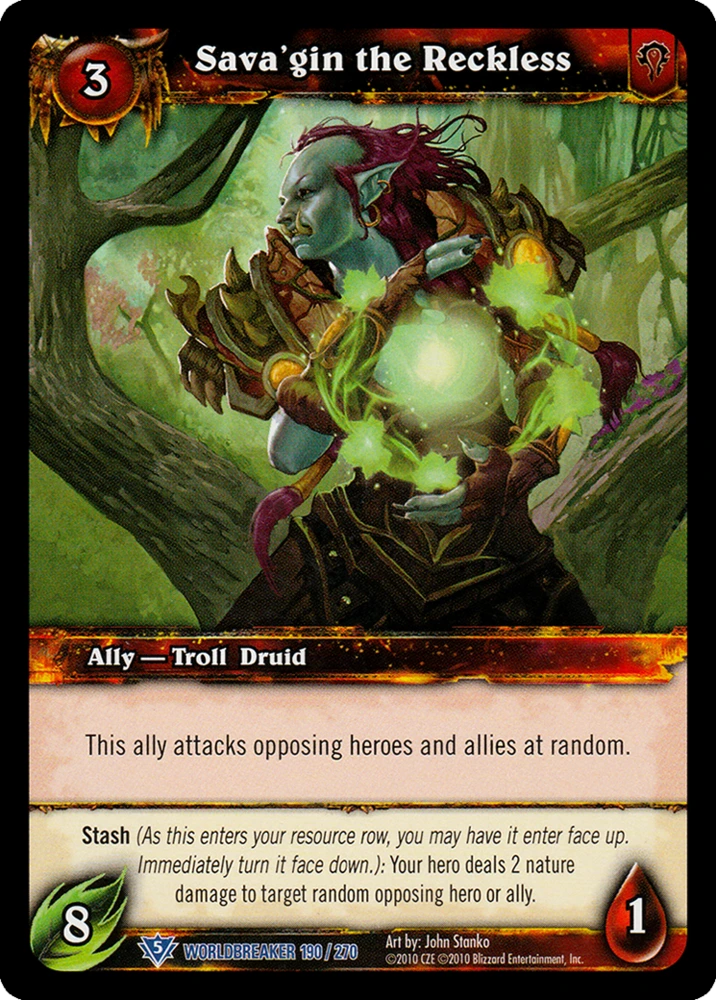 3
Sava'gin the Reckless
Ally — Troll Druid
This ally attacks opposing heroes and allies at random.
Stash (As this enters your resource row, you may have it enter face up.
Immediately turn it face down.): Your hero deals 2 nature
damage to target random opposing hero or ally.
8
5 WORLDBREAKER 190 / 270
Art by: John Stanko
©2010 CZE ©2010 Blizzard Entertainment, Inc.
1